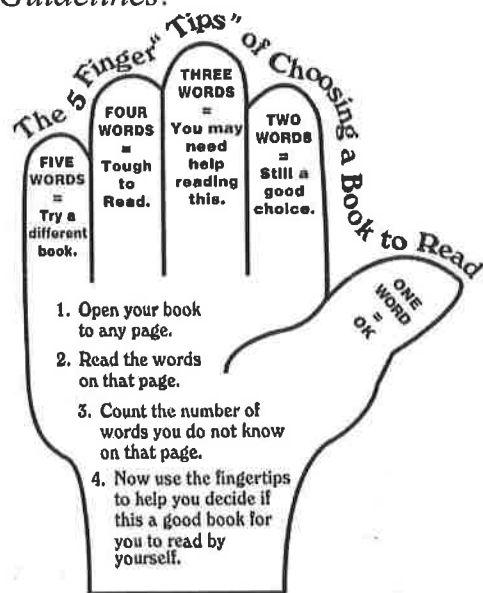 Guidelines:
The 5 Finger "Tips" of Choosing a Book to Read
FIVE
WORDS
=
Try a
different
book.
FOUR
WORDS
=
Tough
to
Read.
THREE
WORDS
=
You may
need
help
reading
this.
TWO
WORDS
=
Still a
good
choice.
ONE
WORD
=
OK
1. Open your book
to any page.
2. Read the words
on that page.
3. Count the number of
words you do not know
on that page.
4. Now use the fingertips
to help you decide if
this a good book for
you to read by
yourself.